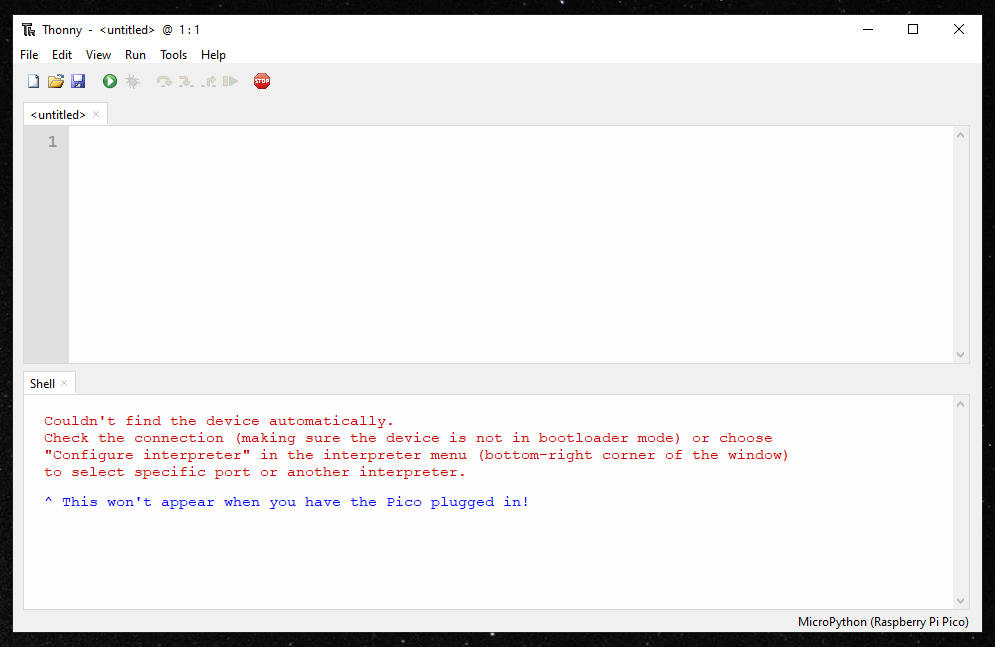 Thonny - <untitled> @ 1 : 1
File Edit View Run Tools Help
STOP
<untitled>
1
Shell
Couldn't find the device automatically.
Check the connection (making sure the device is not in bootloader mode) or choose
"Configure interpreter" in the interpreter menu (bottom-right corner of the window)
to select specific port or another interpreter.
^ This won't appear when you have the Pico plugged in!
MicroPython (Raspberry Pi Pico)